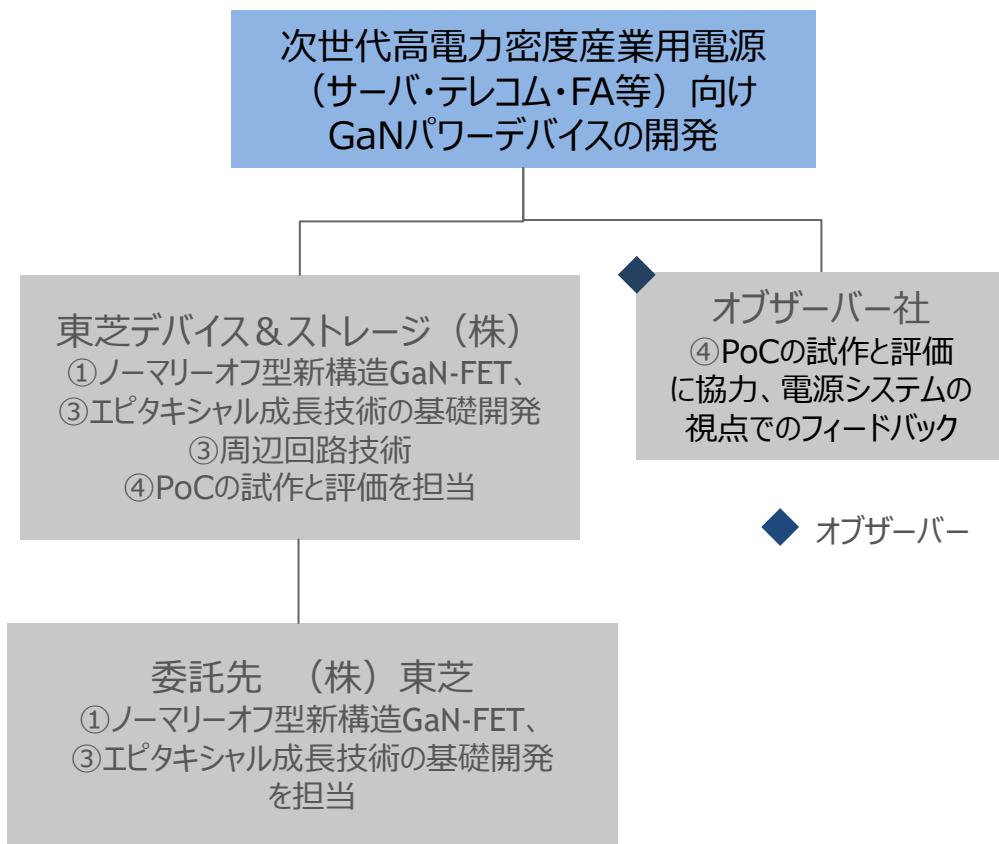 次世代高電力密度産業用電源
（サーバ・テレコム・FA等）向け
GaNパワーデバイスの開発
東芝デバイス＆ストレージ（株）
①ノーマリーオフ型新構造GaN-FET、
③エピタキシャル成長技術の基礎開発
③周辺回路技術
④PoCの試作と評価を担当
オブザーバー社
④PoCの試作と評価
に協力、電源システムの
視点でのフィードバック
オブザーバー
委託先　（株）東芝
①ノーマリーオフ型新構造GaN-FET、
③エピタキシャル成長技術の基礎開発
を担当